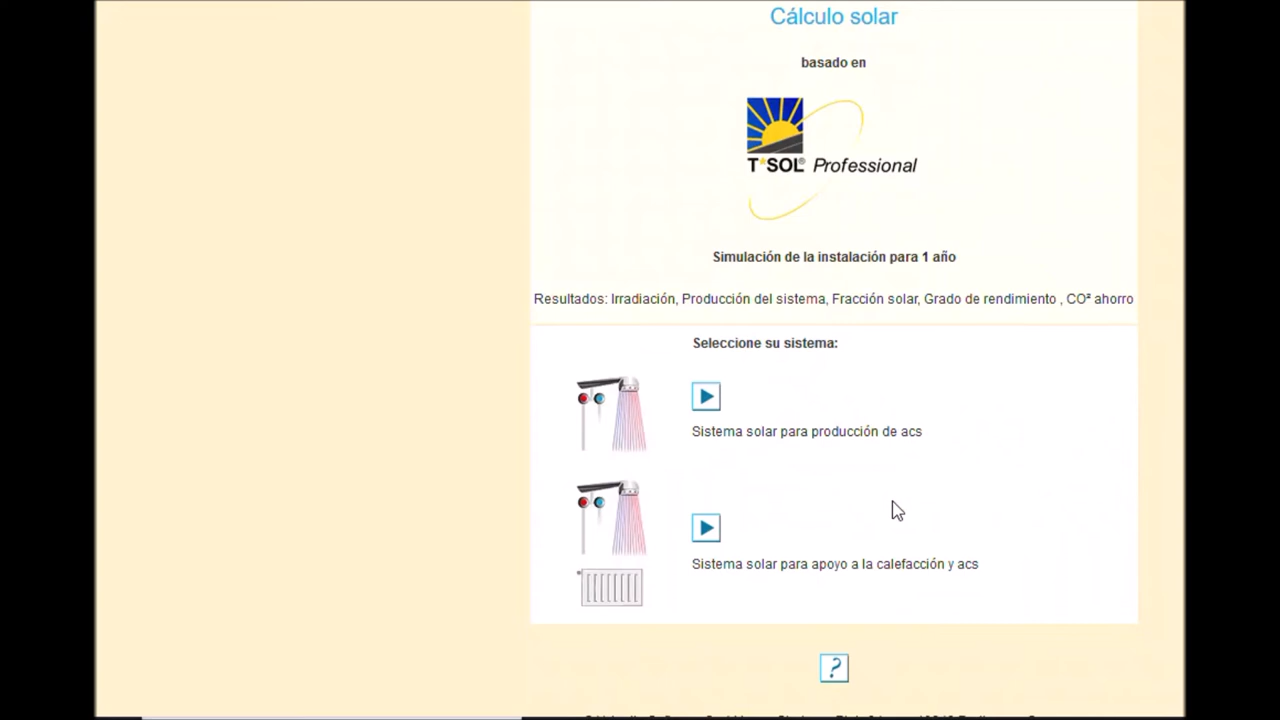 Cálculo solar
basado en
T*SOL® Professional
Simulación de la instalación para 1 año
Resultados: Irradiación, Producción del sistema, Fracción solar, Grado de rendimiento , CO² ahorro
Seleccione su sistema:
Sistema solar para producción de acs
Sistema solar para apoyo a la calefacción y acs
?